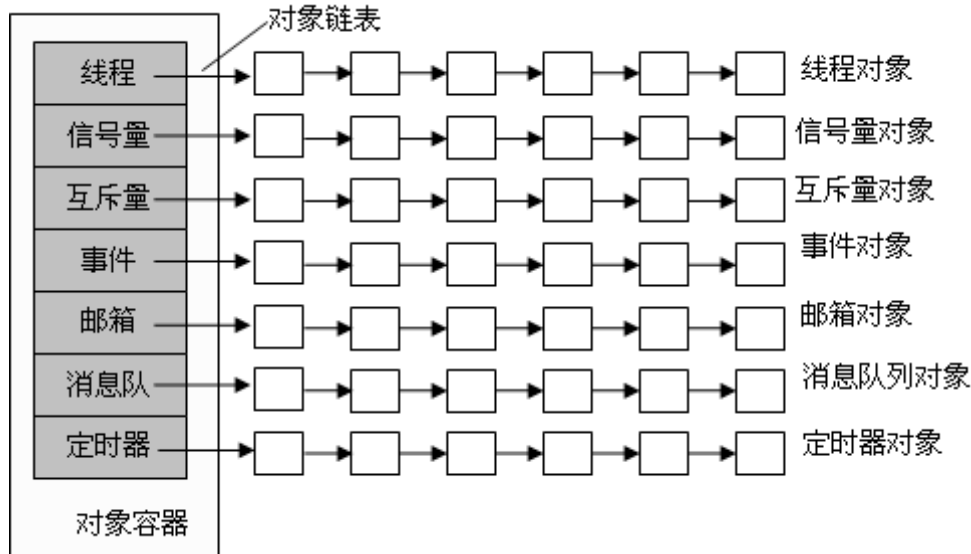 对象链表
线程
线程对象
信号量
信号量对象
互斥量
互斥量对象
事件
事件对象
邮箱
邮箱对象
消息队
消息队列对象
定时器
定时器对象
对象容器